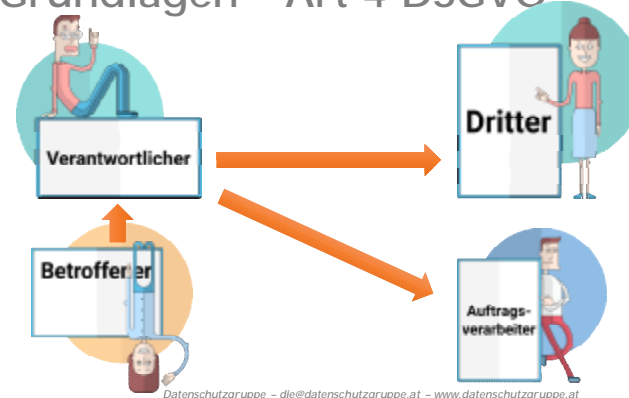 Grundlagen – Art 4 DSGVO
Verantwortlicher
Dritter
Betroffener
Auftrags-
verarbeiter
Datenschutzgruppe – die@datenschutzgruppe.at – www.datenschutzgruppe.at